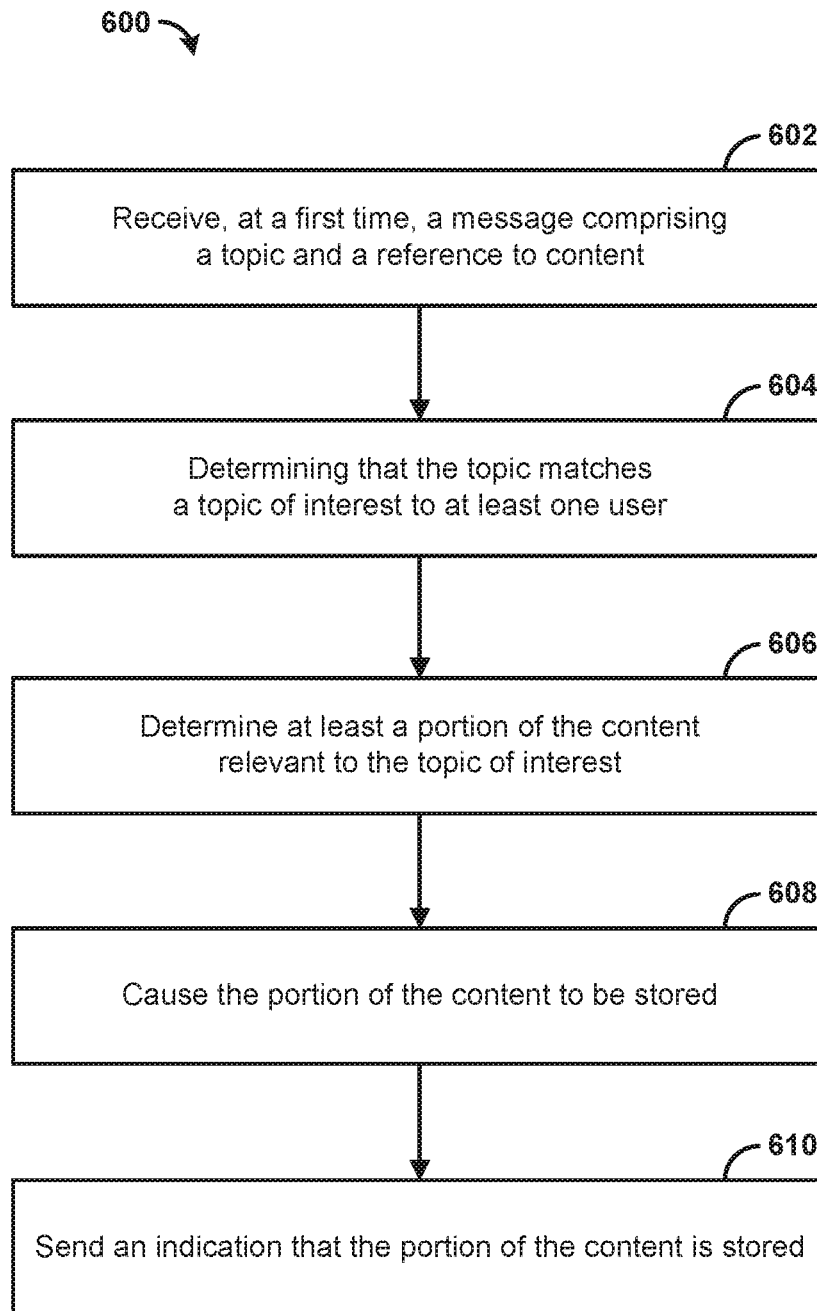 600
602
Receive, at a first time, a message comprising
a topic and a reference to content
604
Determining that the topic matches
a topic of interest to at least one user
606
Determine at least a portion of the content
relevant to the topic of interest
608
Cause the portion of the content to be stored
610
Send an indication that the portion of the content is stored